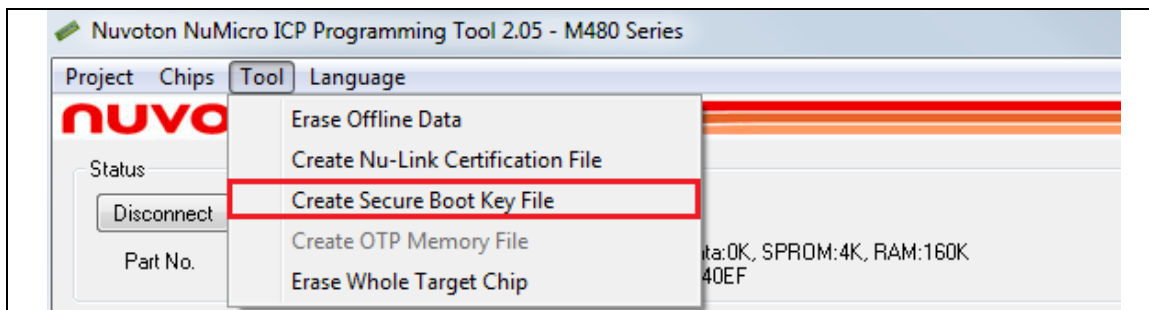 Nuvoton NuMicro ICP Programming Tool 2.05 - M480 Series
Project Chips Tool Language
nuvo
Erase Offline Data
Create Nu-Link Certification File
Status
Create Secure Boot Key File
Disconnect
Create OTP Memory File
Part No.
ta:0K, SPROM:4K, RAM:160K
40EF
Erase Whole Target Chip